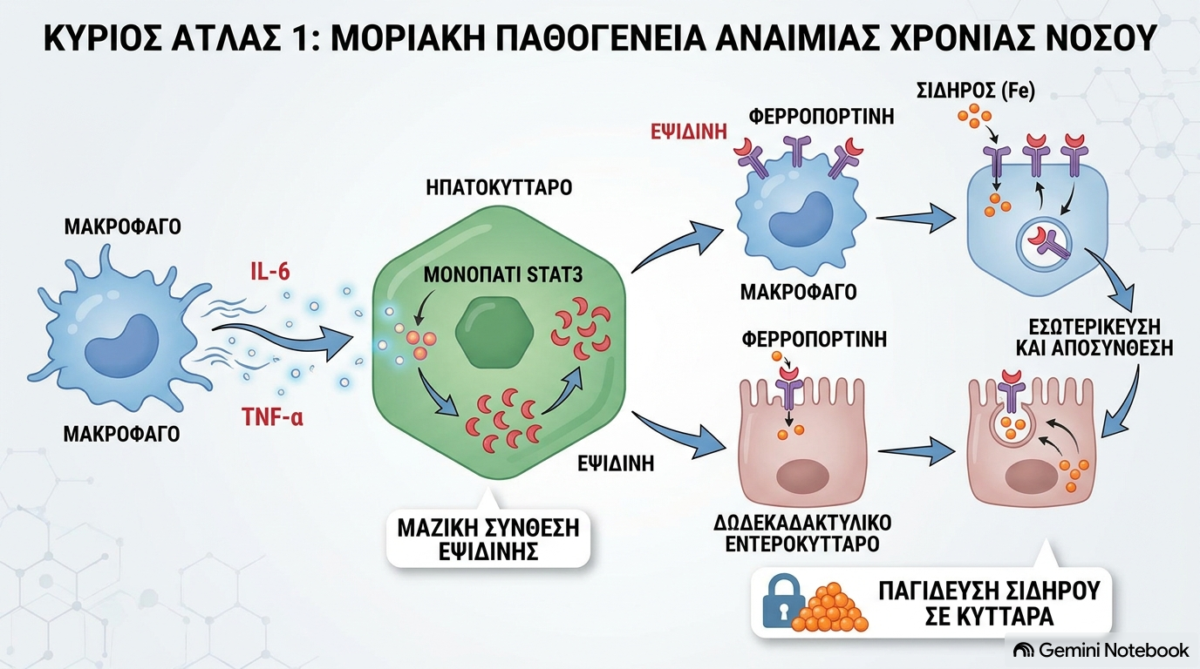 ΚΥΡΙΟΣ ΑΤΛΑΣ 1: ΜΟΡΙΑΚΗ ΠΑΘΟΓΕΝΕΙΑ ΑΝΑΙΜΙΑΣ ΧΡΟΝΙΑΣ ΝΟΣΟΥ
ΜΑΚΡΟΦΑΓΟ
IL-6
TNF-α
ΜΑΚΡΟΦΑΓΟ
ΗΠΑΤΟΚΥΤΤΑΡΟ
ΜΟΝΟΠΑΤΙ STAT3
ΕΨΙΔΙΝΗ
ΜΑΖΙΚΗ ΣΥΝΘΕΣΗ
ΕΨΙΔΙΝΗΣ
ΕΨΙΔΙΝΗ
ΦΕΡΡΟΠΟΡΤΙΝΗ
ΜΑΚΡΟΦΑΓΟ
ΣΙΔΗΡΟΣ (Fe)
ΕΣΩΤΕΡΙΚΕΥΣΗ
ΚΑΙ ΑΠΟΣΥΝΘΕΣΗ
ΦΕΡΡΟΠΟΡΤΙΝΗ
ΔΩΔΕΚΑΔΑΚΤΥΛΙΚΟ
ΕΝΤΕΡΟΚΥΤΤΑΡΟ
ΠΑΓΙΔΕΥΣΗ ΣΙΔΗΡΟΥ
ΣΕ ΚΥΤΤΑΡΑ
Gemini Notebook